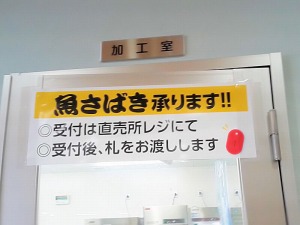 加工室
魚さばき承ります!!
◎受付は直売所レジにて
◎受付後、札をお渡しします